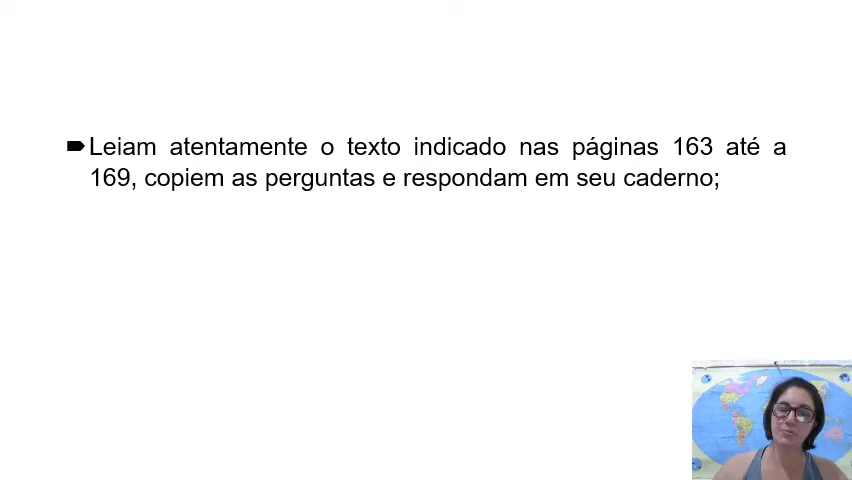 Leiam atentamente o texto indicado nas páginas 163 até a
169, copiem as perguntas e respondam em seu caderno;